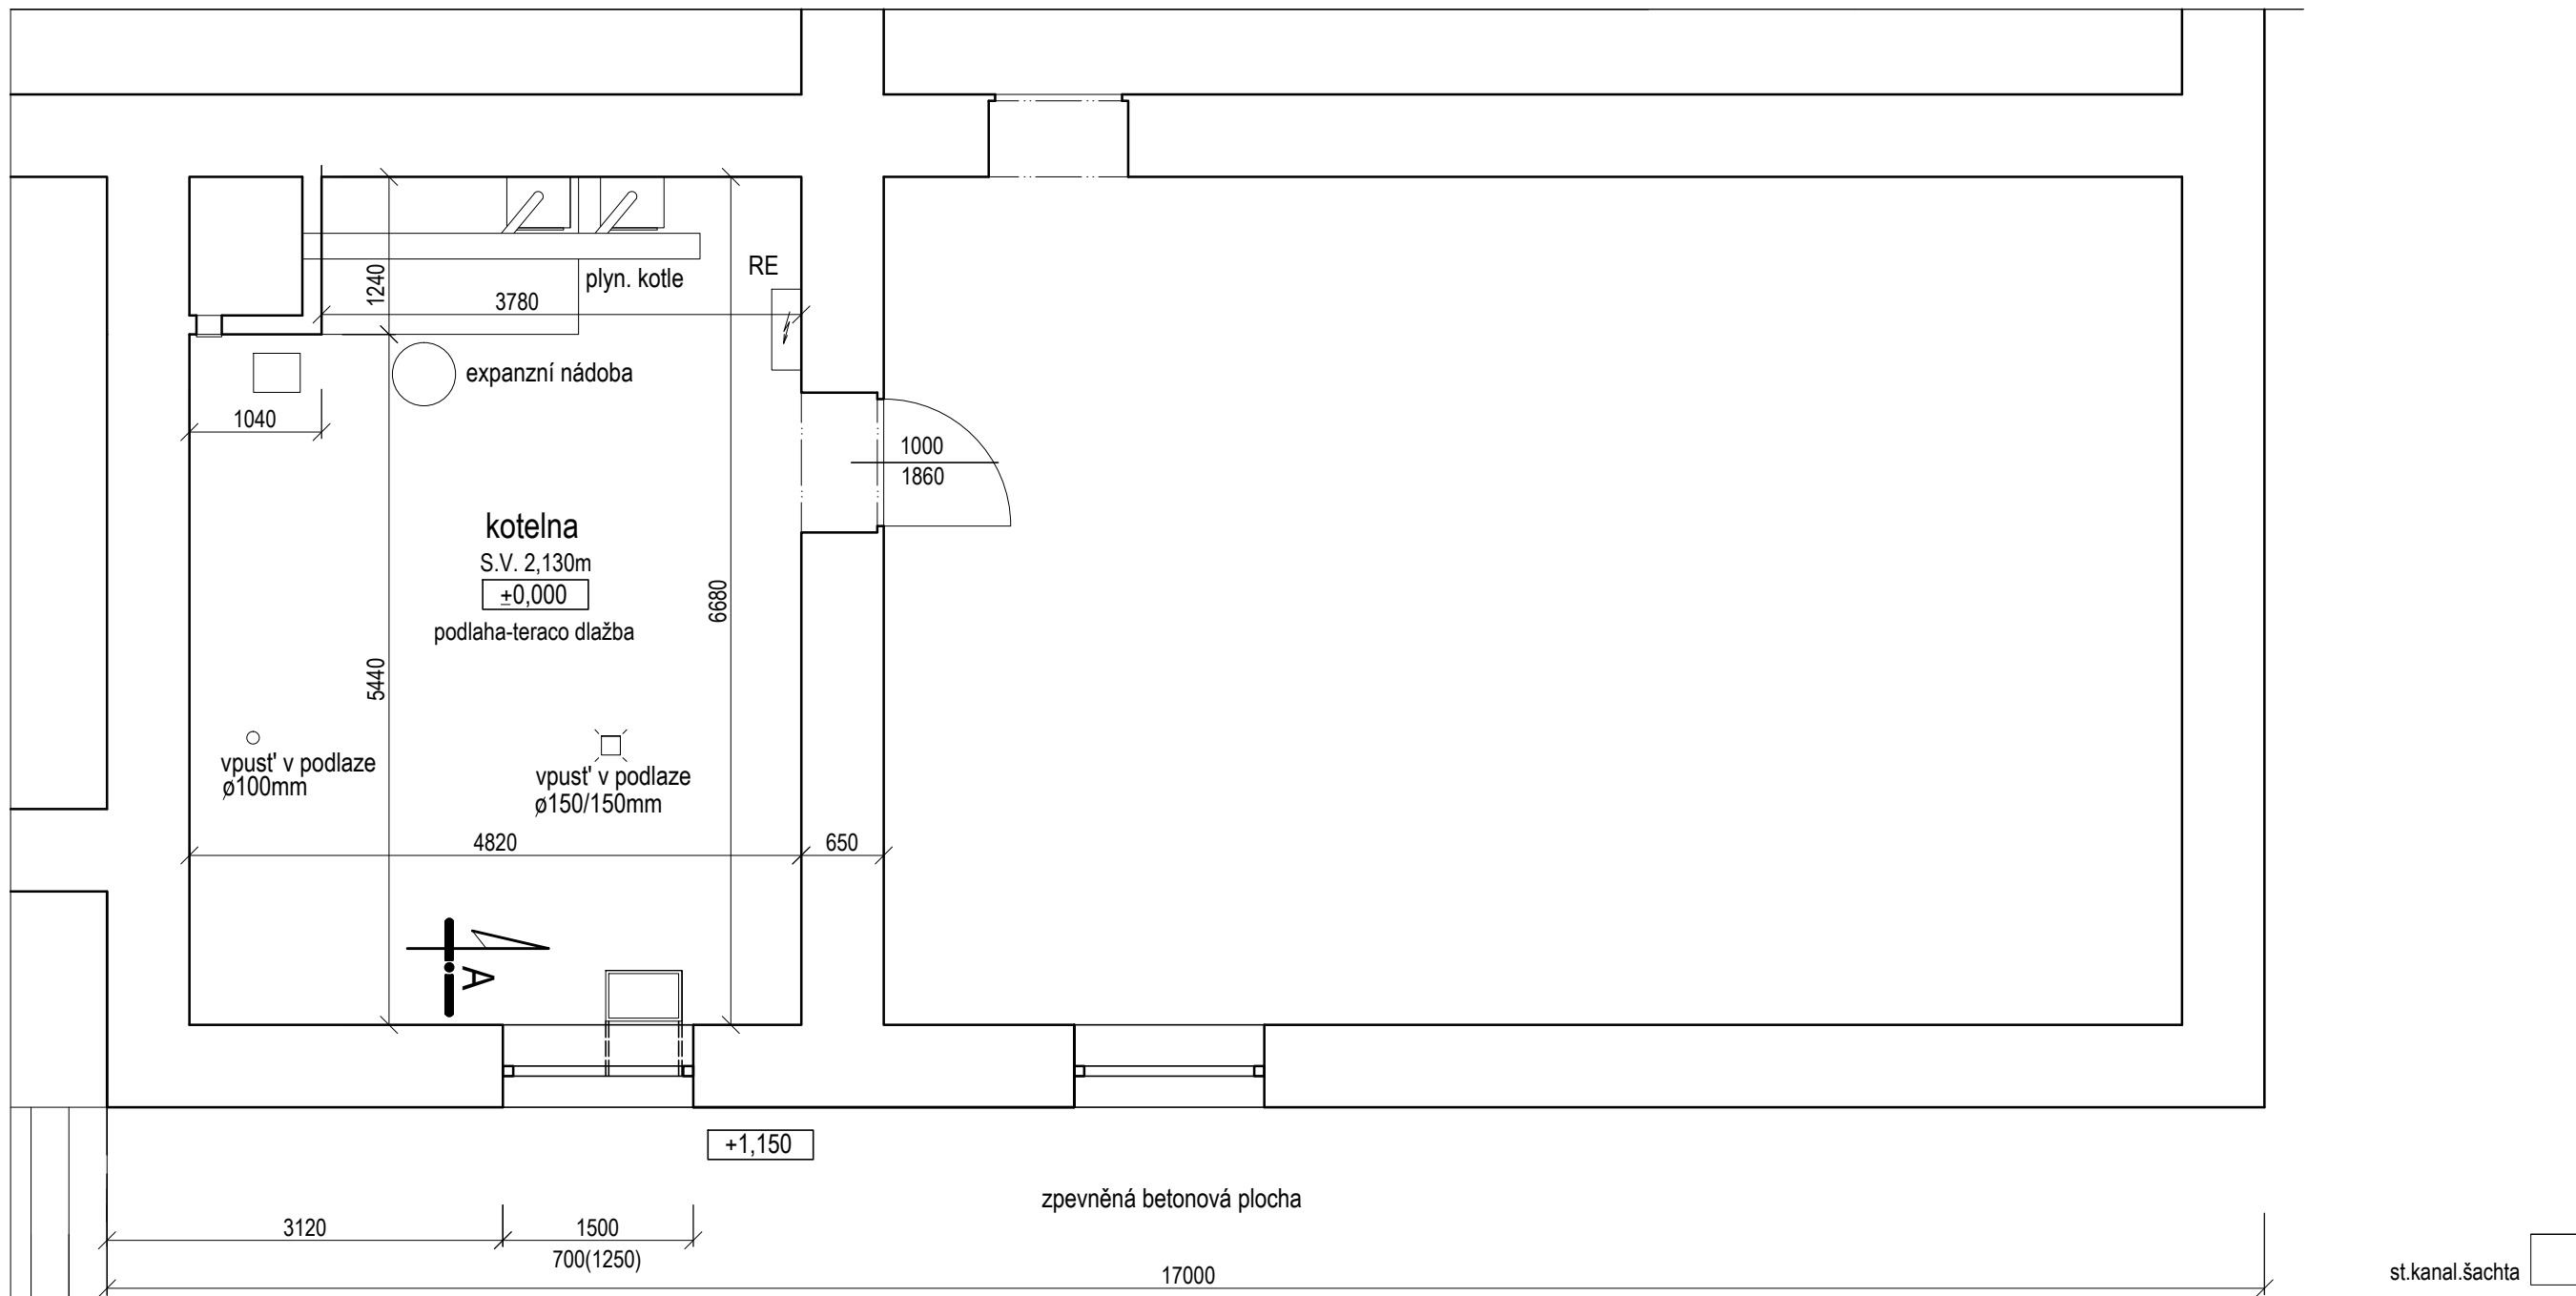 RE
1240
plyn. kotle
3780
expanzní nádoba
1040
1000
1860
kotelna
S.V. 2,130m
±0,000
podlaha-teraco dlažba
6680
5440
vpust' v podlaze
ø100mm
vpust' v podlaze
ø150/150mm
4820
650
A
+1,150
zpevněná betonová plocha
3120
1500
700(1250)
17000
st.kanal.šachta